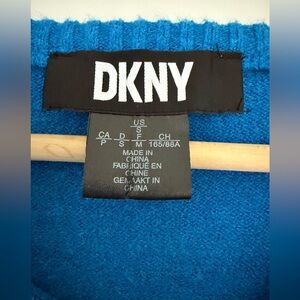 DKNY
US
S
CA D F CH
P S M 165/88A
MADE IN
CHINA
FABRIQUÉ EN
CHINE
GEMAAKT IN
CHINA